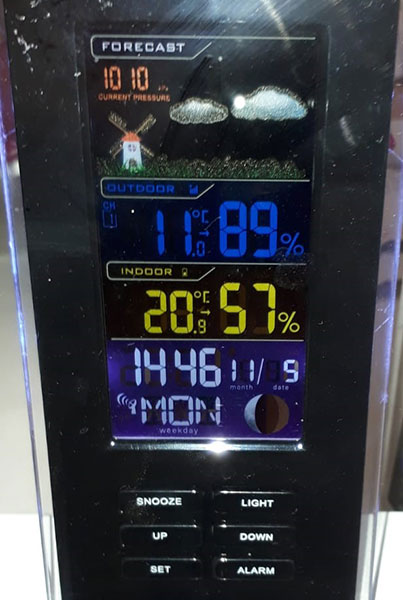 FORECAST
1010
CURRENT PRESSURE
OUTDOOR
CH
1
11.0 °C 89%
INDOOR
20.9 °C 57%
14 46 11/ 9
month date
MON
weekday
SNOOZE LIGHT
UP DOWN
SET ALARM